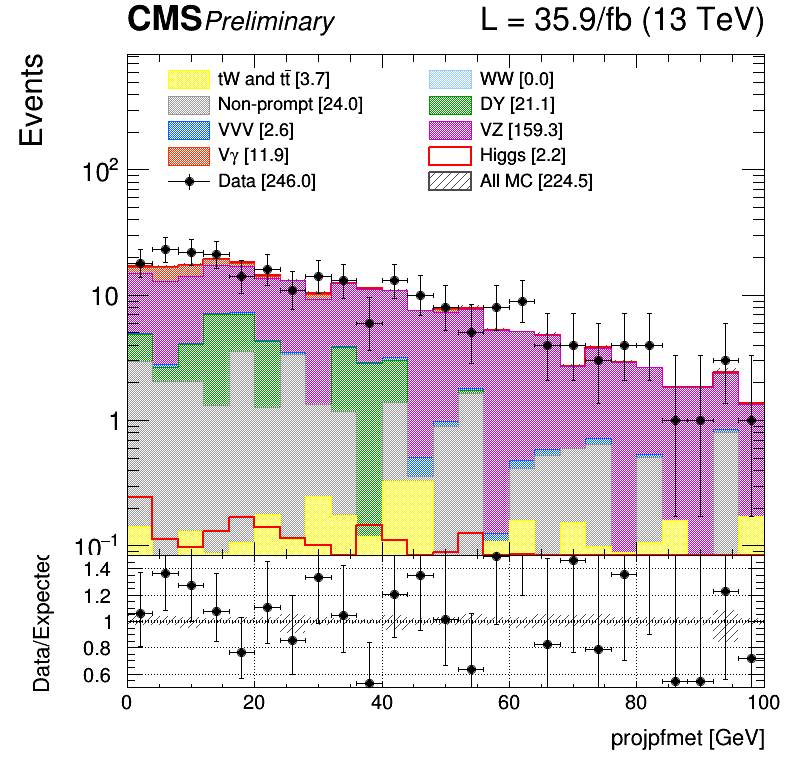 CMS Preliminary L = 35.9/fb (13 TeV)
Events
tW and tt̄ [3.7] WW [0.0]
Non-prompt [24.0] DY [21.1]
VVV [2.6] VZ [159.3]
Vγ [11.9] Higgs [2.2]
Data [246.0] All MC [224.5]
10²
10
1
10⁻¹
Data/Expected
1.4
1.2
1
0.8
0.6
0 20 40 60 80 100
projpfmet [GeV]